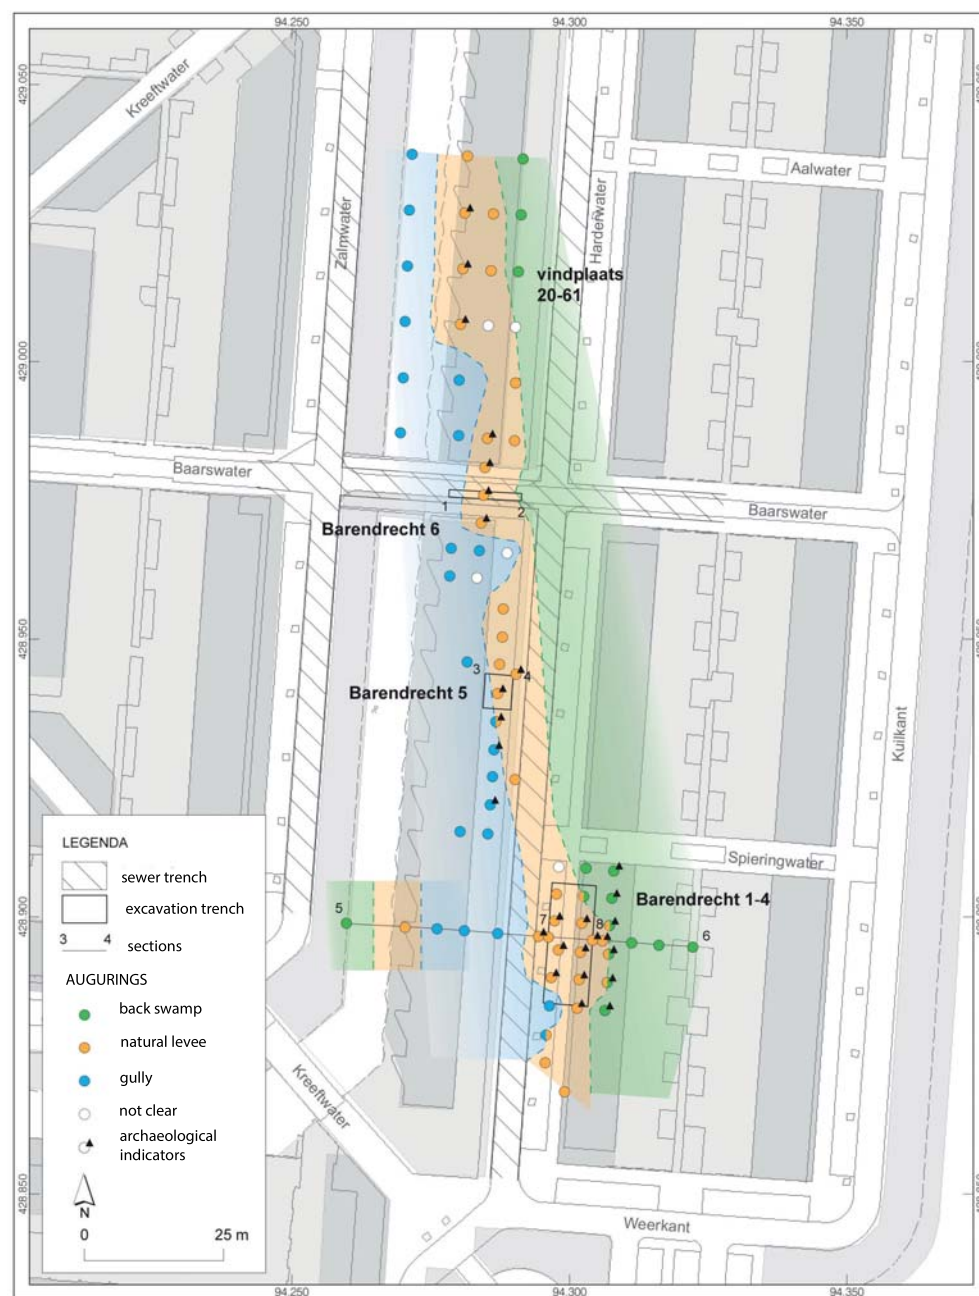 94.250
94.300
94.350
429.050
Kreeftwater
Aalwater
Zalmwater
Harderwater
vindplaats
20-61
429.000
Baarswater
1
2
Baarswater
Barendrecht 6
428.950
3
4
Barendrecht 5
Kuilkant
LEGENDA
sewer trench
excavation trench
3 4
sections
AUGURINGS
back swamp
natural levee
gully
not clear
archaeological
indicators
N
0 25 m
Spieringwater
Barendrecht 1-4
428.900
5
7
8
6
Kreeftwater
428.850
Weerkant
94.250
94.300
94.350